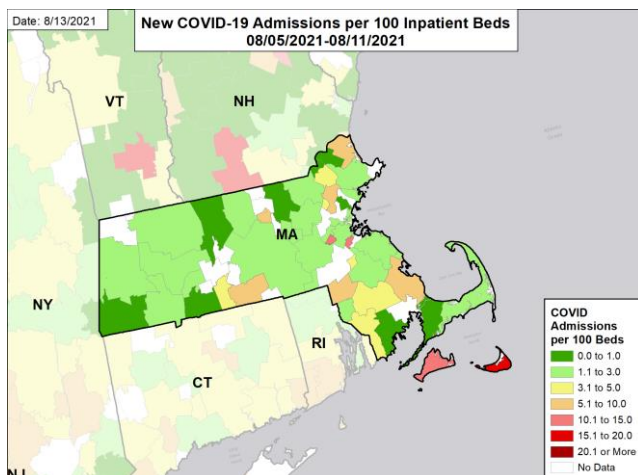 Date: 8/13/2021
New COVID-19 Admissions per 100 Inpatient Beds
08/05/2021-08/11/2021
VT
NH
MA
NY
CT
RI
NJ
COVID
Admissions
per 100 Beds
0.0 to 1.0
1.1 to 3.0
3.1 to 5.0
5.1 to 10.0
10.1 to 15.0
15.1 to 20.0
20.1 or More
No Data